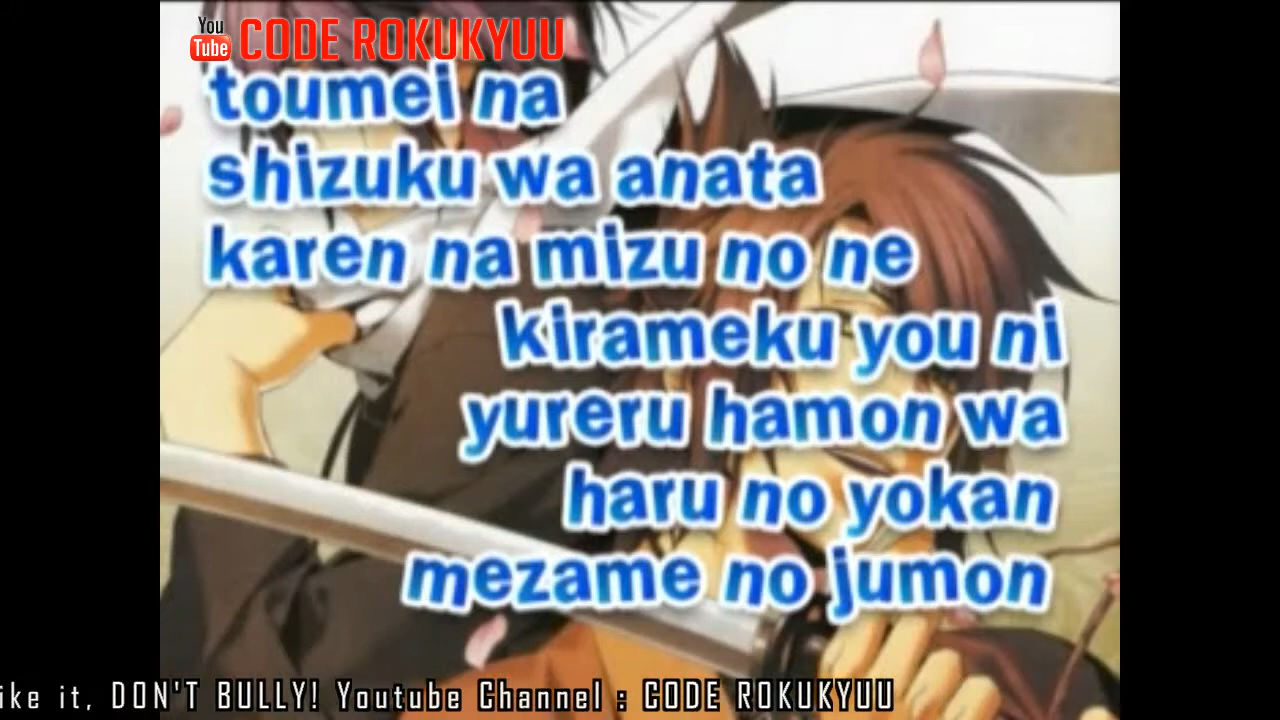 You
Tube CODE ROKUKYUU
toumei na
shizuku wa anata
karen na mizu no ne
kirameku you ni
yureru hamon wa
haru no yokan
mezame no jumon
ike it, DON'T BULLY! Youtube Channel : CODE ROKUKYUU